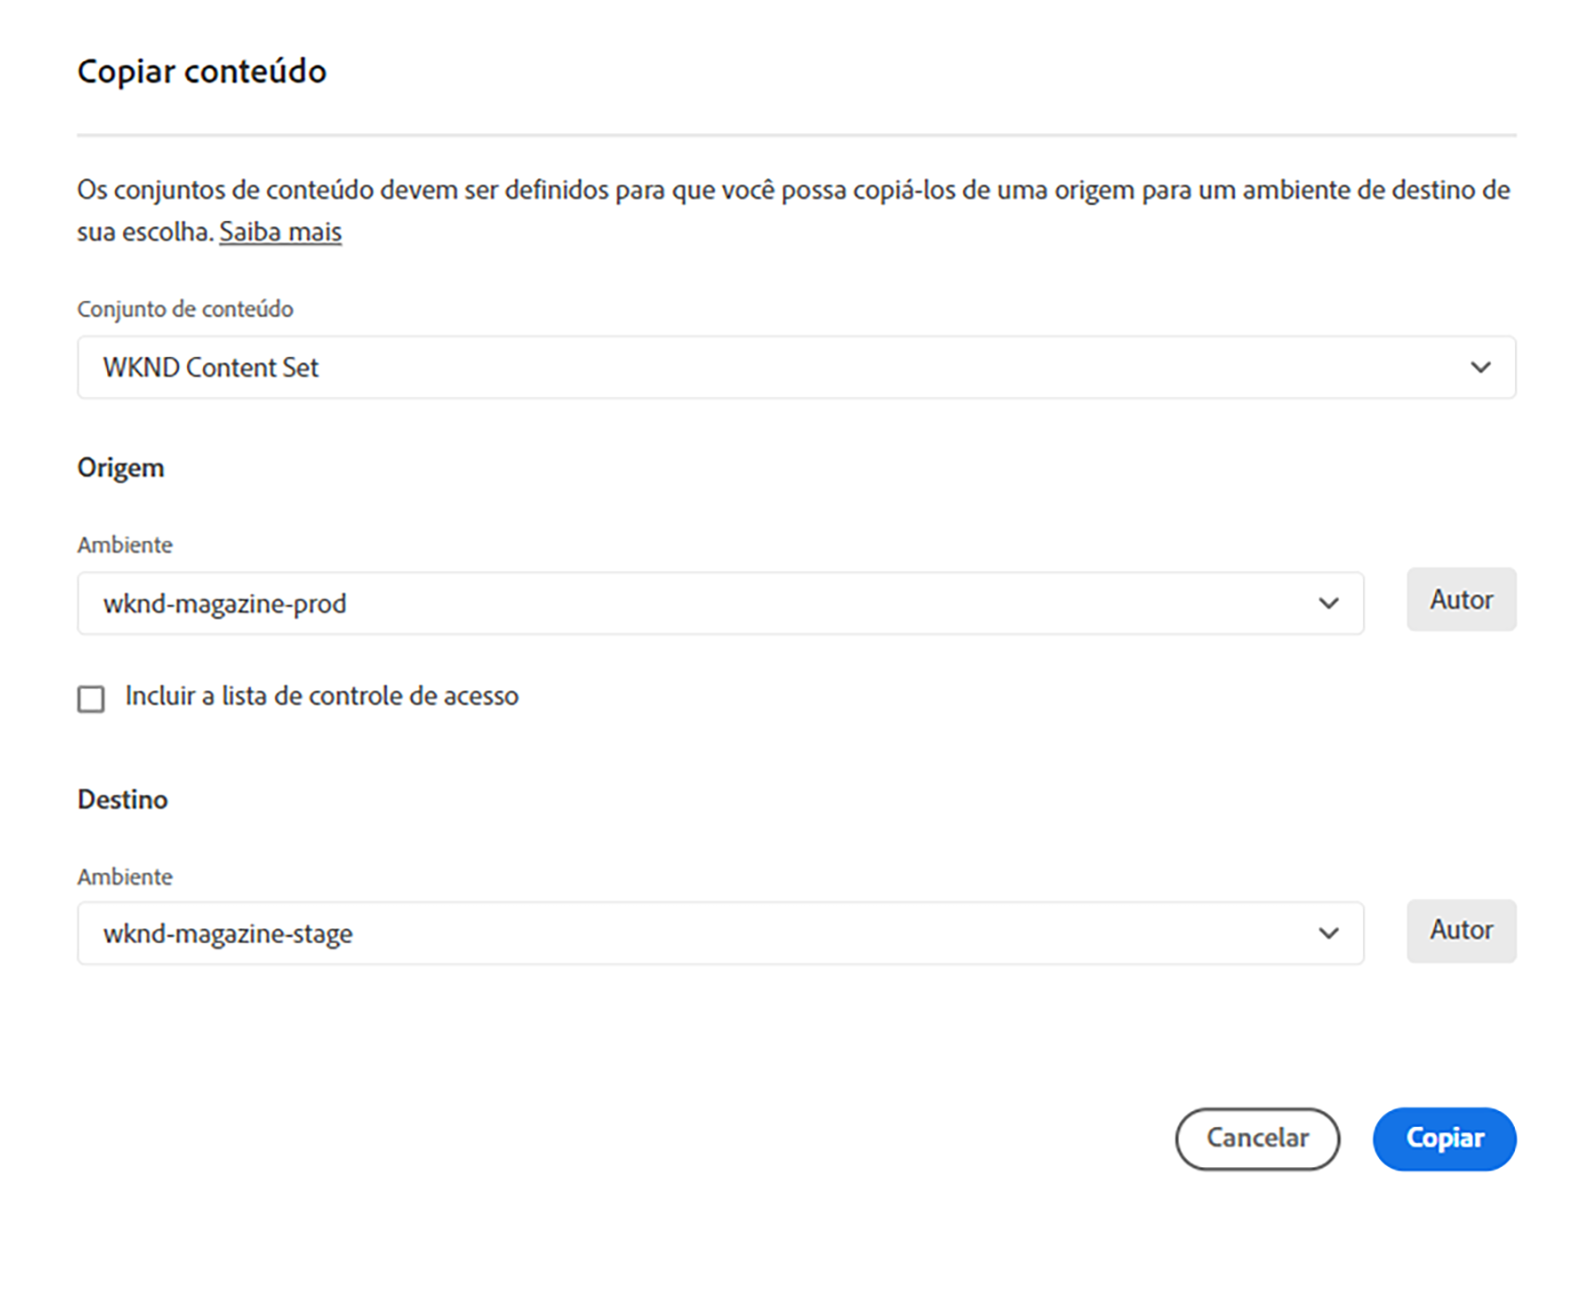 Copiar conteúdo
Os conjuntos de conteúdo devem ser definidos para que você possa copiá-los de uma origem para um ambiente de destino de
sua escolha. Saiba mais
Conjunto de conteúdo
WKND Content Set
Origem
Ambiente
wknd-magazine-prod
Autor
Incluir a lista de controle de acesso
Destino
Ambiente
wknd-magazine-stage
Autor
Cancelar
Copiar